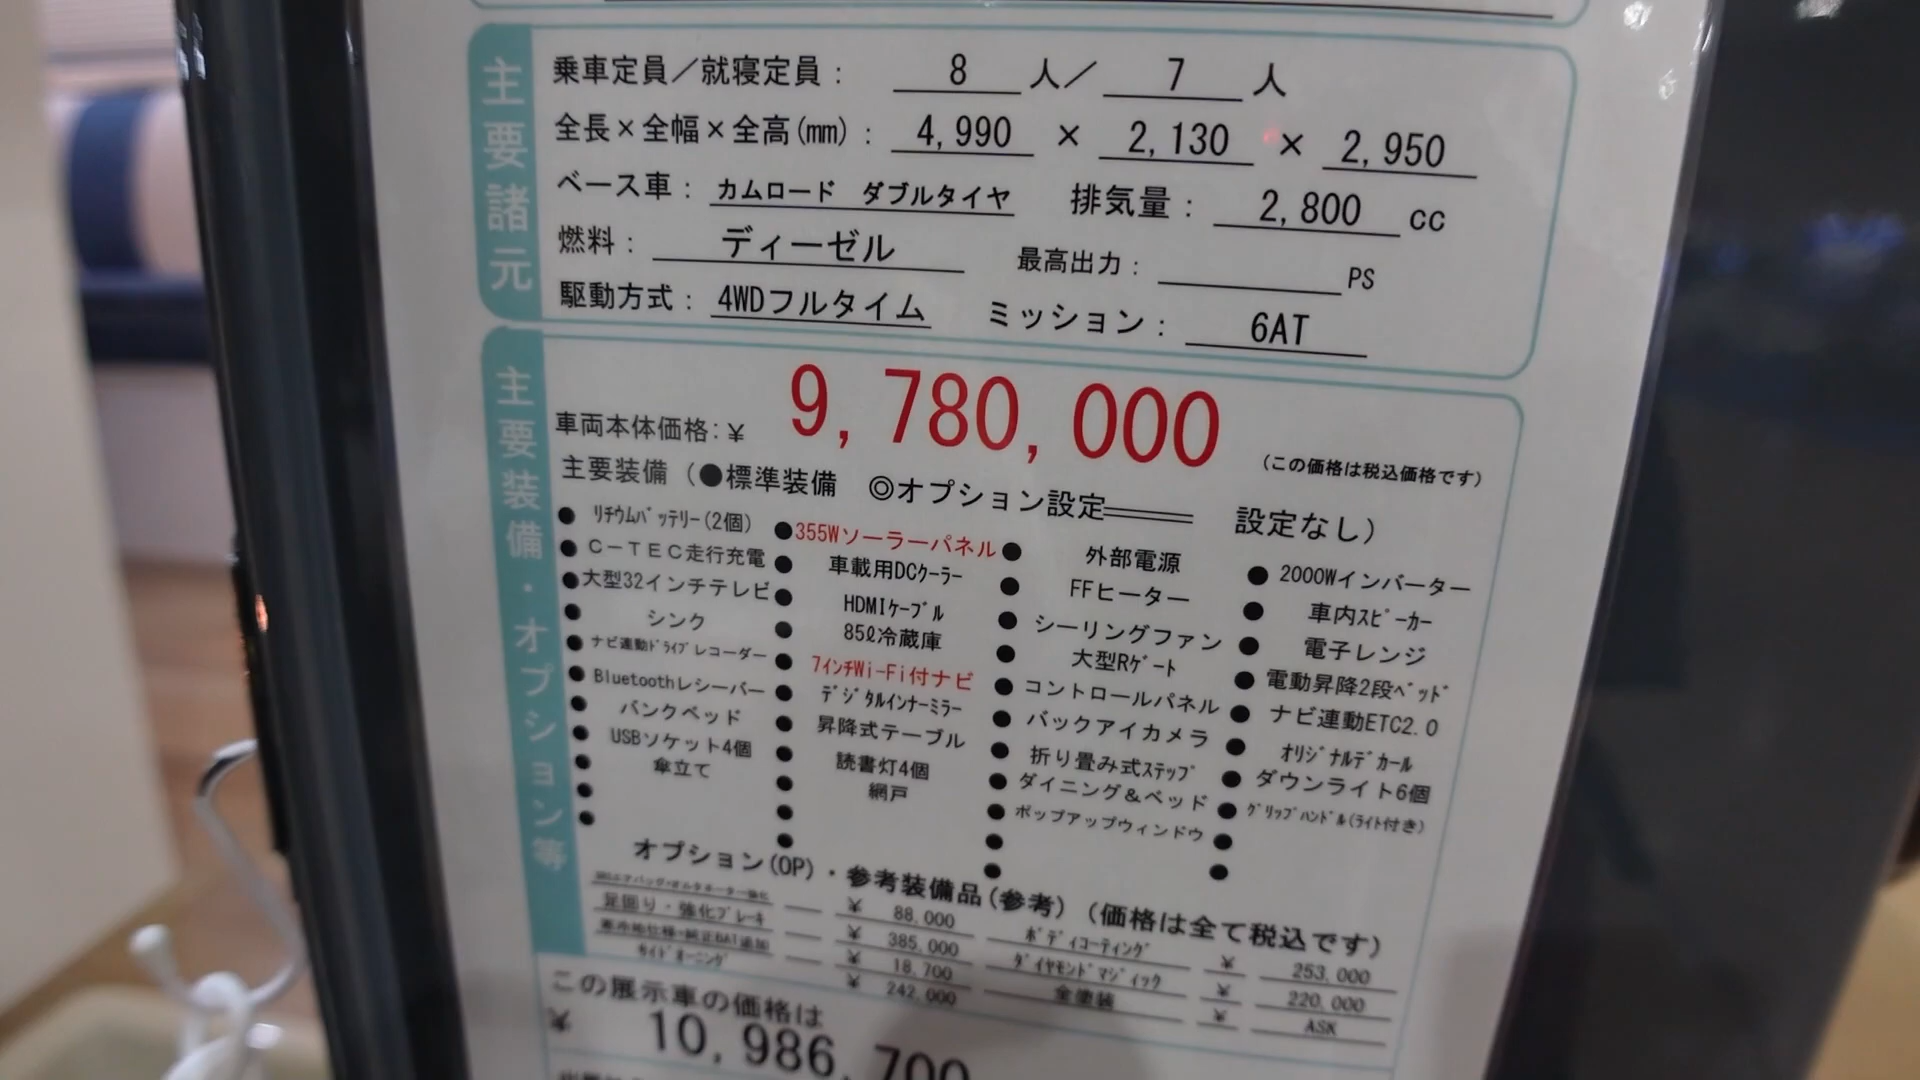 主要諸元
乗車定員／就寝定員： 8 人／ 7 人
全長×全幅×全高(mm)： 4,990 × 2,130 × 2,950
ベース車： カムロード ダブルタイヤ 排気量： 2,800 cc
燃料： ディーゼル 最高出力： PS
駆動方式： 4WDフルタイム ミッション： 6AT
主要装備・オプション等
車両本体価格：￥ 9,780,000 （この価格は税込価格です）
主要装備（●標準装備 ◎オプション設定 設定なし）
● ﾘﾁｳﾑﾊﾞｯﾃﾘｰ(2個) ● 355Wソーラーパネル ● 外部電源 ● 2000Wインバーター
● C－TEC走行充電 ● 車載用DCｸｰﾗｰ ● FFヒーター ● 車内ｽﾋﾟｰｶｰ
● 大型32インチテレビ ● HDMIｹｰﾌﾞﾙ ● シーリングファン ● 電子レンジ
● シンク ● 85ℓ冷蔵庫 ● 大型Rｹﾞｰﾄ ● 電動昇降2段ﾍﾞｯﾄﾞ
● ナビ連動ﾄﾞﾗｲﾌﾞレコーダー ● 7ｲﾝﾁWi-Fi付ナビ ● コントロールパネル ● ナビ連動ETC2.0
● Bluetoothレシーバー ● ﾃﾞｼﾞﾀﾙｲﾝﾅｰﾐﾗｰ ● バックアイカメラ ● ｵﾘｼﾞﾅﾙﾃﾞｶｰﾙ
● バンクベッド ● 昇降式テーブル ● 折り畳み式ｽﾃｯﾌﾟ ● ダウンライト6個
● USBソケット4個 ● 読書灯4個 ● ダイニング＆ベッド ● ｸﾞﾘｯﾌﾟﾊﾝﾄﾞﾙ(ﾗｲﾄ付き)
● 傘立て ● 網戸 ● ポップアップウィンドウ
オプション(OP)・参考装備品(参考)（価格は全て税込です）
￥ 88,000 ﾎﾞﾃﾞｨｺｰﾃｨﾝｸﾞ ￥ 253,000
足回り・強化ﾌﾞﾚｰｷ ￥ 385,000 ﾀﾞｲﾔﾓﾝﾄﾞﾏｼﾞｨｯｸ ￥ 220,000
寒冷地仕様・純正BAT追加 ￥ 18,700 全塗装 ￥ ASK
ｻｲﾄﾞｵｰﾆﾝｸﾞ ￥ 242,000
この展示車の価格は
￥ 10,986,700